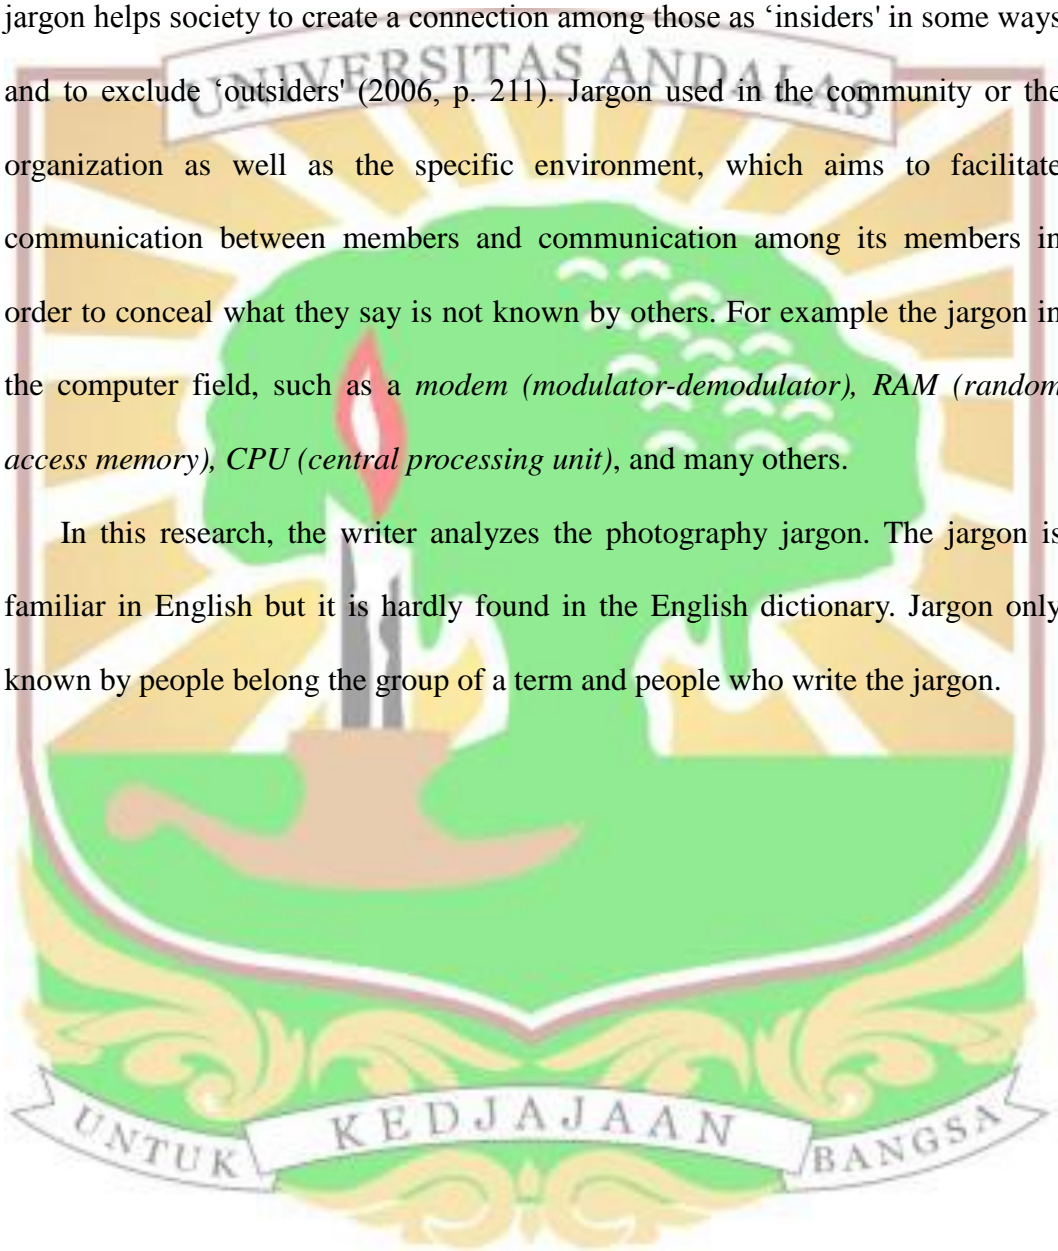 jargon helps society to create a connection among those as ‘insiders' in some ways
UNIVERSITAS ANDALAS
and to exclude ‘outsiders' (2006, p. 211). Jargon used in the community or the
organization as well as the specific environment, which aims to facilitate
communication between members and communication among its members in
order to conceal what they say is not known by others. For example the jargon in
the computer field, such as a modem (modulator-demodulator), RAM (random
access memory), CPU (central processing unit), and many others.
In this research, the writer analyzes the photography jargon. The jargon is
familiar in English but it is hardly found in the English dictionary. Jargon only
known by people belong the group of a term and people who write the jargon.
UNTUK KEDJAJAAN BANGSA